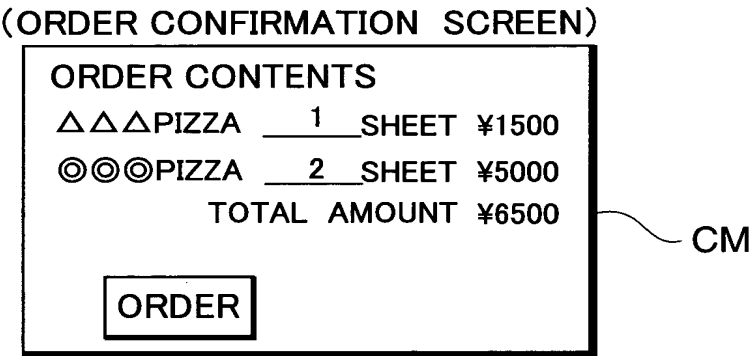 (ORDER CONFIRMATION SCREEN)
ORDER CONTENTS
△△△PIZZA 1 SHEET ¥1500
◎◎◎PIZZA 2 SHEET ¥5000
TOTAL AMOUNT ¥6500
CM
ORDER